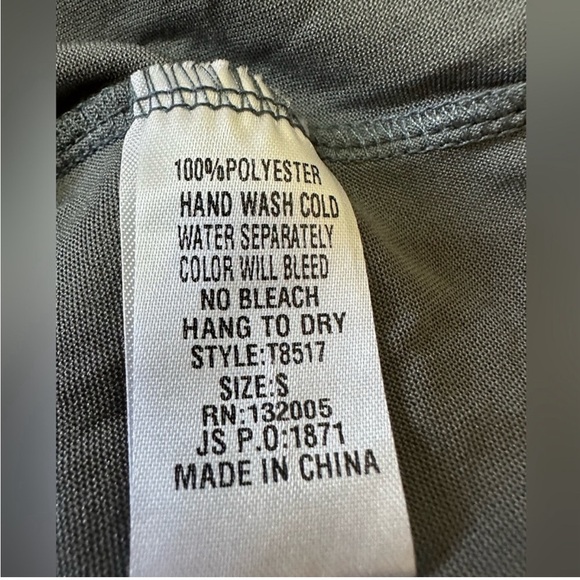 100%POLYESTER
HAND WASH COLD
WATER SEPARATELY
COLOR WILL BLEED
NO BLEACH
HANG TO DRY
STYLE:T8517
SIZE:S
RN:132005
JS P.O:1871
MADE IN CHINA